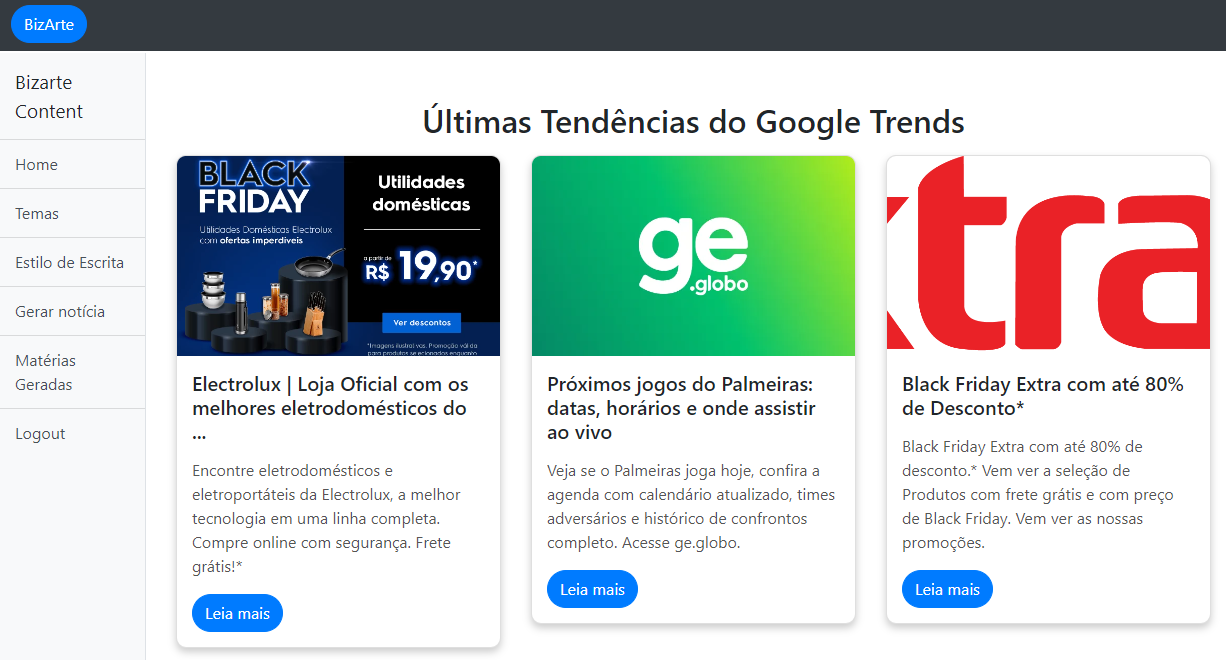 BizArte
Bizarte
Content
Home
Temas
Estilo de Escrita
Gerar notícia
Matérias
Geradas
Logout
Últimas Tendências do Google Trends
BLACK
FRIDAY
Utilidades Domésticas Electrolux
com ofertas imperdíveis
Utilidades
domésticas
a partir de
R$ 19,90*
Ver descontos
*Imagens ilustrativas. Promoção válida
para produtos selecionados enquanto
Electrolux | Loja Oficial com os
melhores eletrodomésticos do
...
Encontre eletrodomésticos e
eletroportáteis da Electrolux, a melhor
tecnologia em uma linha completa.
Compre online com segurança. Frete
grátis!*
Leia mais
ge
.globo
Próximos jogos do Palmeiras:
datas, horários e onde assistir
ao vivo
Veja se o Palmeiras joga hoje, confira a
agenda com calendário atualizado, times
adversários e histórico de confrontos
completo. Acesse ge.globo.
Leia mais
xtra
Black Friday Extra com até 80%
de Desconto*
Black Friday Extra com até 80% de
desconto.* Vem ver a seleção de
Produtos com frete grátis e com preço
de Black Friday. Vem ver as nossas
promoções.
Leia mais